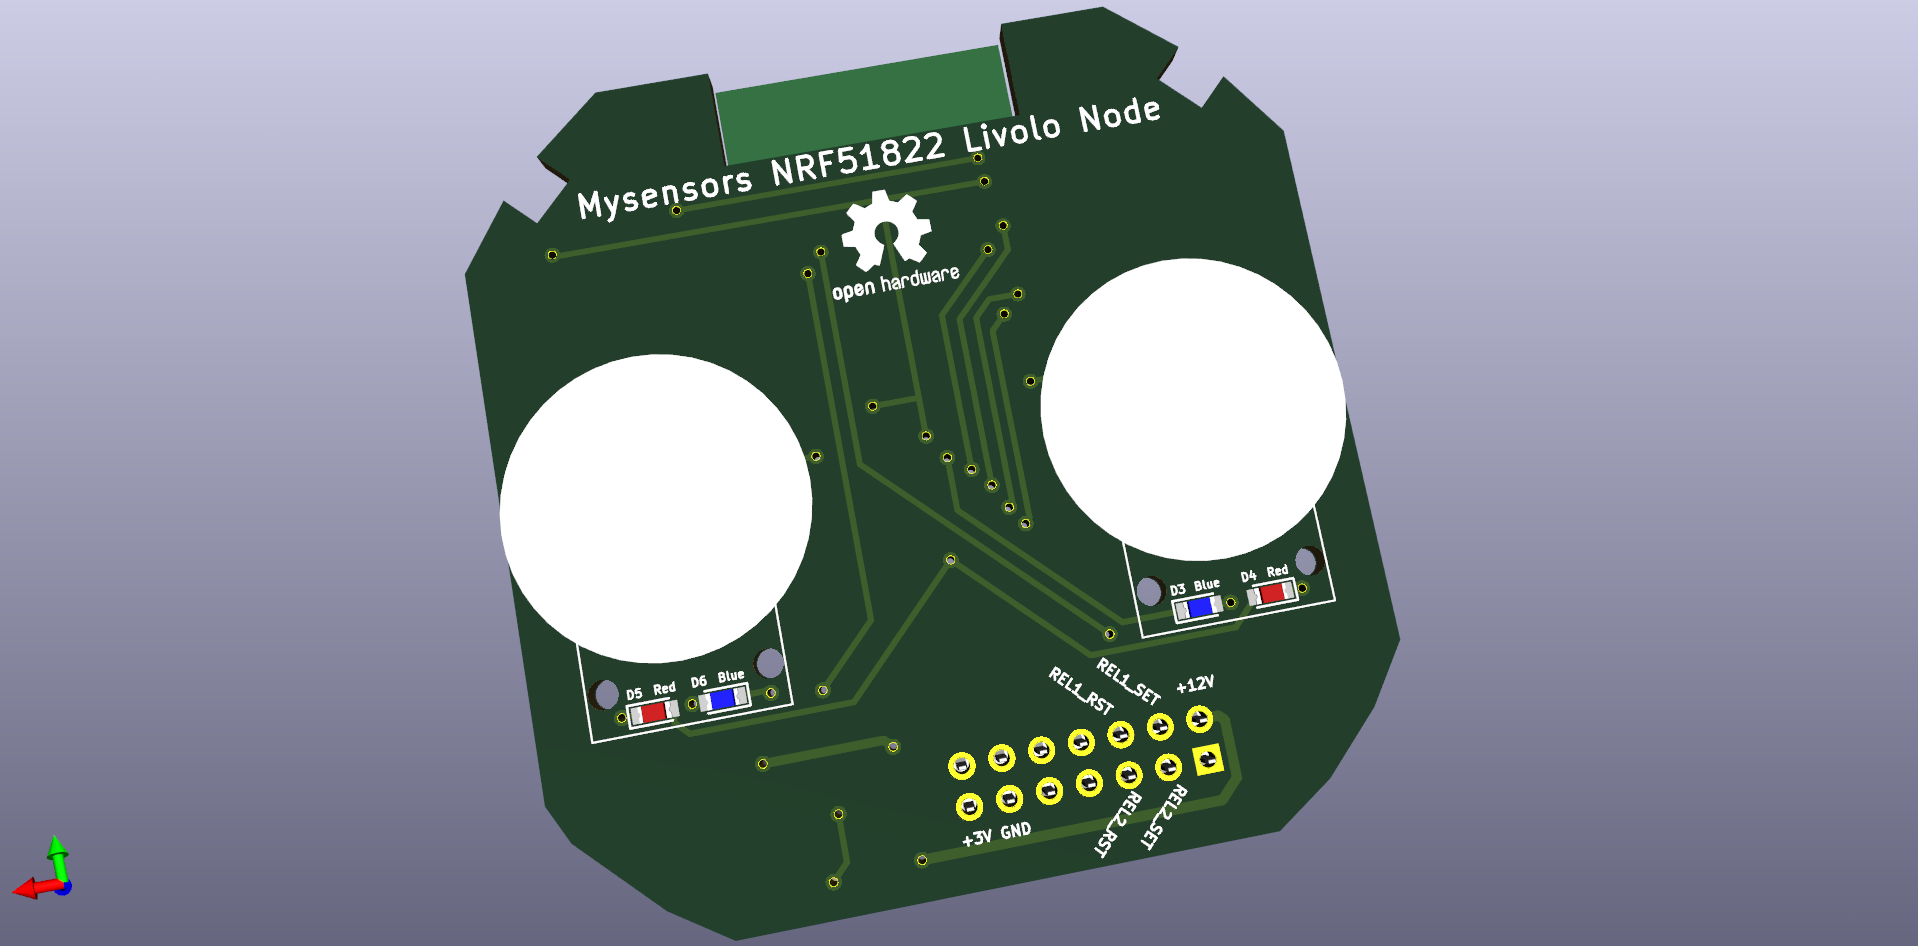 Mysensors NRF51822 Livolo Node
open hardware
D3 Blue
D4 Red
D5 Red
D6 Blue
REL1_RST
REL1_SET
+12V
+3V GND
REL2_RST
REL2_SET